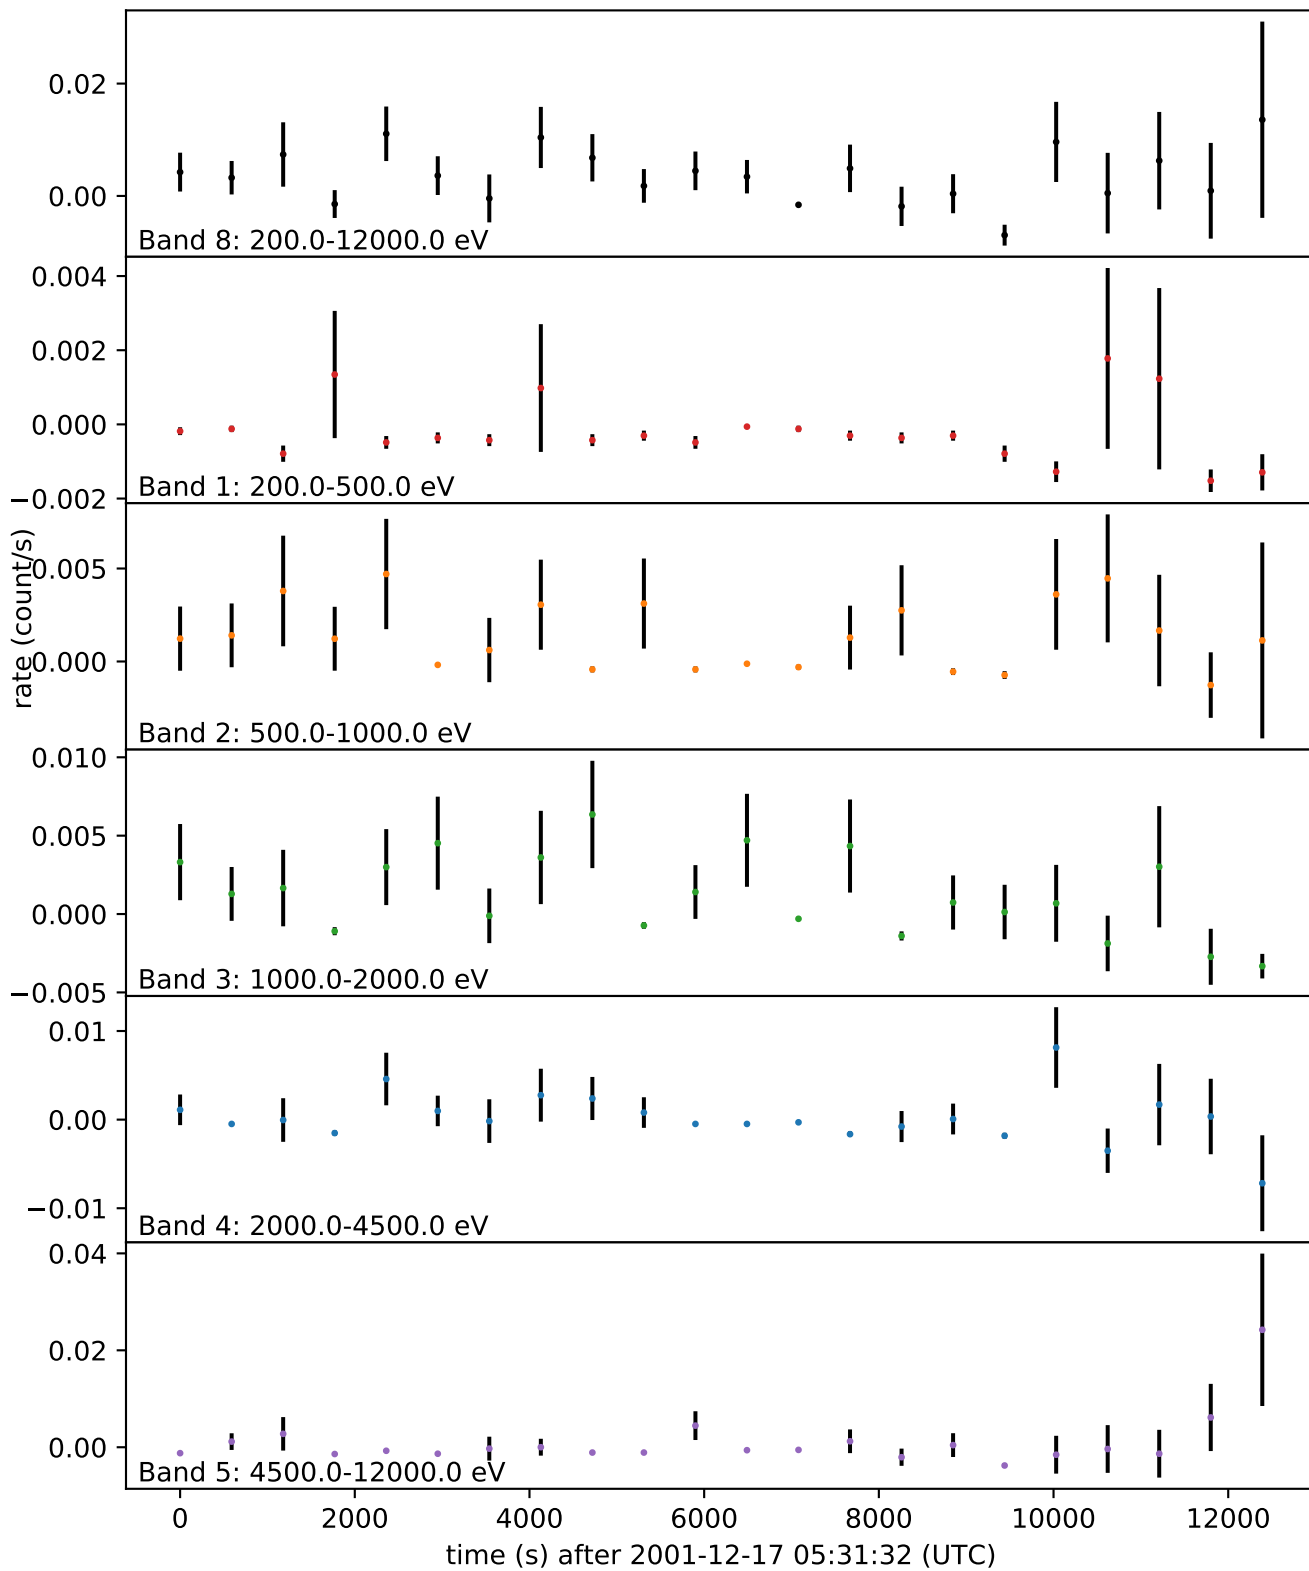 0.02
0.00
Band 8: 200.0-12000.0 eV
0.004
0.002
0.000
−0.002
Band 1: 200.0-500.0 eV
rate (count/s)
0.005
0.000
Band 2: 500.0-1000.0 eV
0.010
0.005
0.000
−0.005
Band 3: 1000.0-2000.0 eV
0.01
0.00
−0.01
Band 4: 2000.0-4500.0 eV
0.04
0.02
0.00
Band 5: 4500.0-12000.0 eV
0 2000 4000 6000 8000 10000 12000
time (s) after 2001-12-17 05:31:32 (UTC)